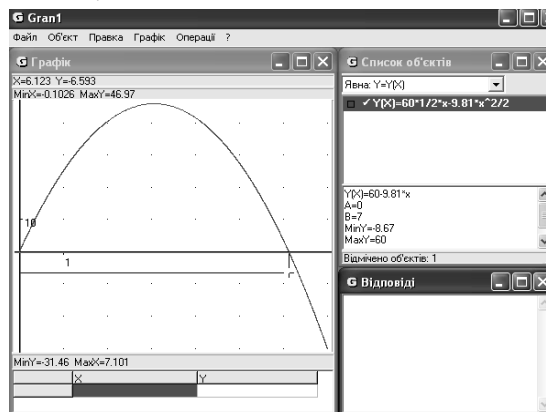 Gran1
Файл Об'єкт Правка Графік Операції ?
Графік
X=6.123 Y=-6.593
MinX=-0.1026 MaxY=46.97
10
1
MinY=-31.46 MaxX=7.101
X Y
Список об'єктів
Явна: Y=Y(X)
Y(X)=60*1/2*x-9.81*x^2/2
Y(X)=60-9.81*x
A=0
B=7
MinY=-8.67
MaxY=60
Відмічено об'єктів: 1
Відповіді